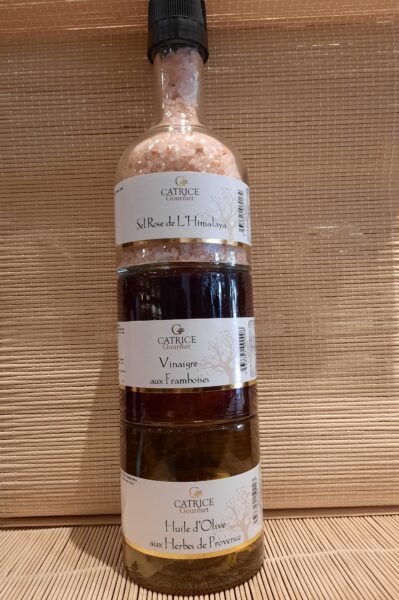 CATRICE
Gourmet
Sel Rose de L'Himalaya
CATRICE
Gourmet
Vinaigre
aux Framboises
CATRICE
Gourmet
Huile d'Olive
aux Herbes de Provence